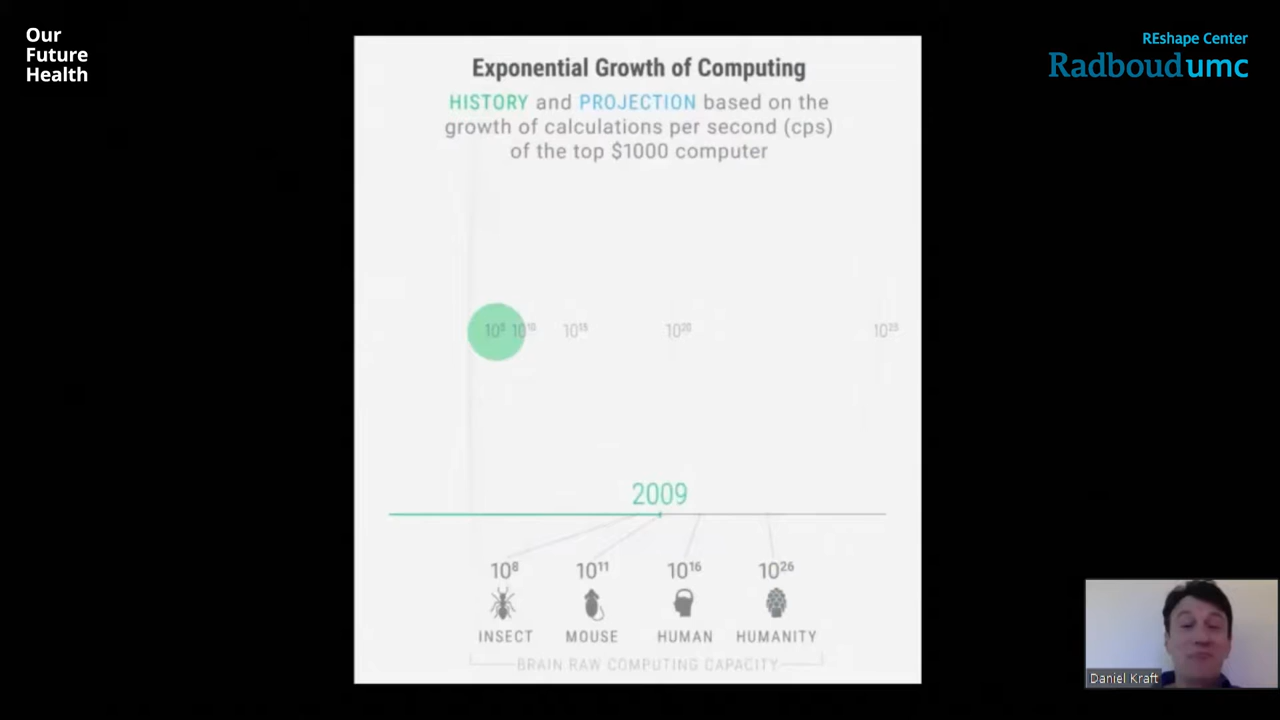 Our
Future
Health
REshape Center
Radboudumc
Exponential Growth of Computing
HISTORY and PROJECTION based on the
growth of calculations per second (cps)
of the top $1000 computer
10⁵ 10¹⁰ 10¹⁵ 10²⁰ 10²⁵
2009
10⁸ 10¹¹ 10¹⁶ 10²⁶
INSECT MOUSE HUMAN HUMANITY
BRAIN RAW COMPUTING CAPACITY
Daniel Kraft